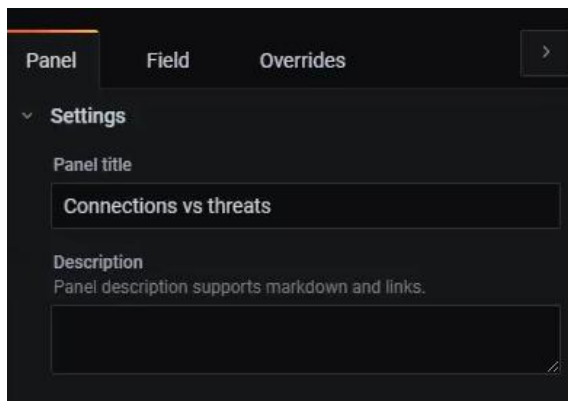 Panel Field Overrides
Settings
Panel title
Connections vs threats
Description
Panel description supports markdown and links.